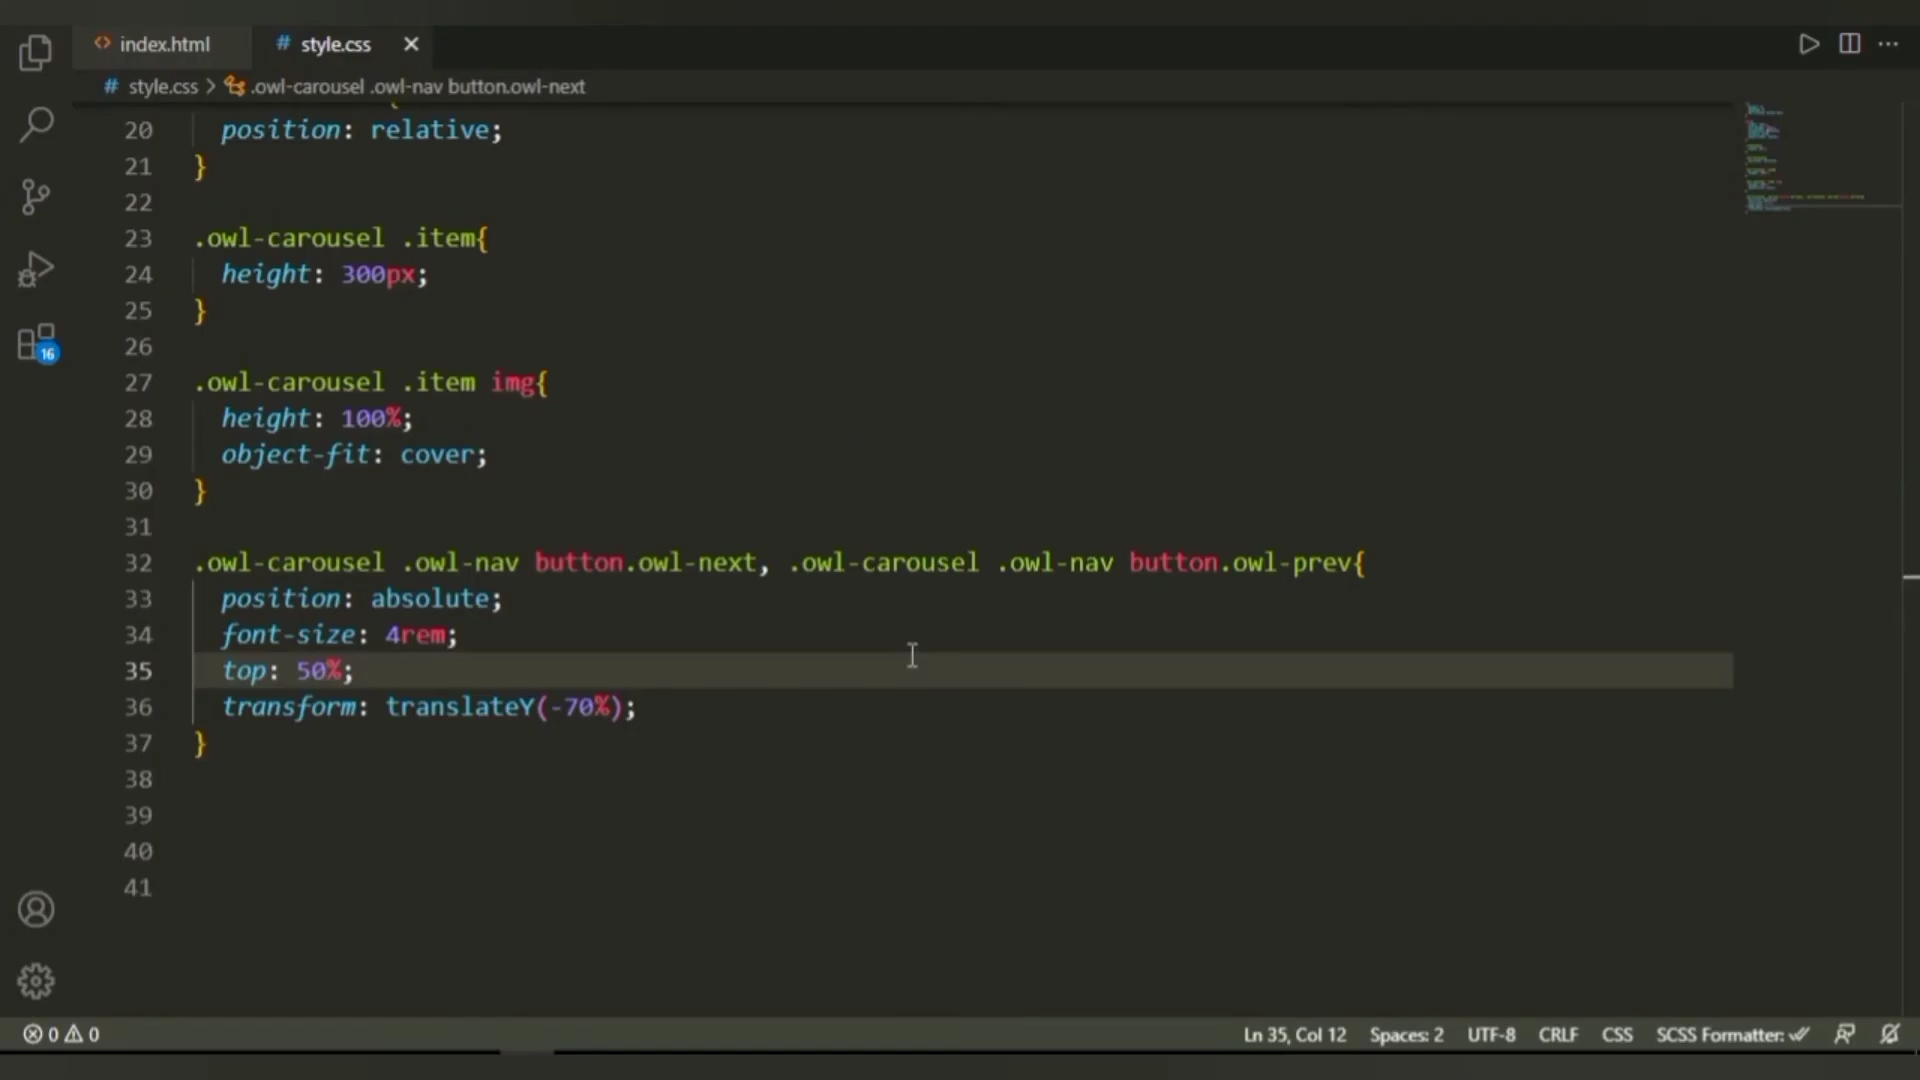 index.html
# style.css
# style.css > .owl-carousel .owl-nav button.owl-next
20 position: relative;
21 }
22
23 .owl-carousel .item{
24 height: 300px;
25 }
26
27 .owl-carousel .item img{
28 height: 100%;
29 object-fit: cover;
30 }
31
32 .owl-carousel .owl-nav button.owl-next, .owl-carousel .owl-nav button.owl-prev{
33 position: absolute;
34 font-size: 4rem;
35 top: 50%;
36 transform: translateY(-70%);
37 }
38
39
40
41
16
0 0 Ln 35, Col 12 Spaces: 2 UTF-8 CRLF CSS SCSS Formatter: